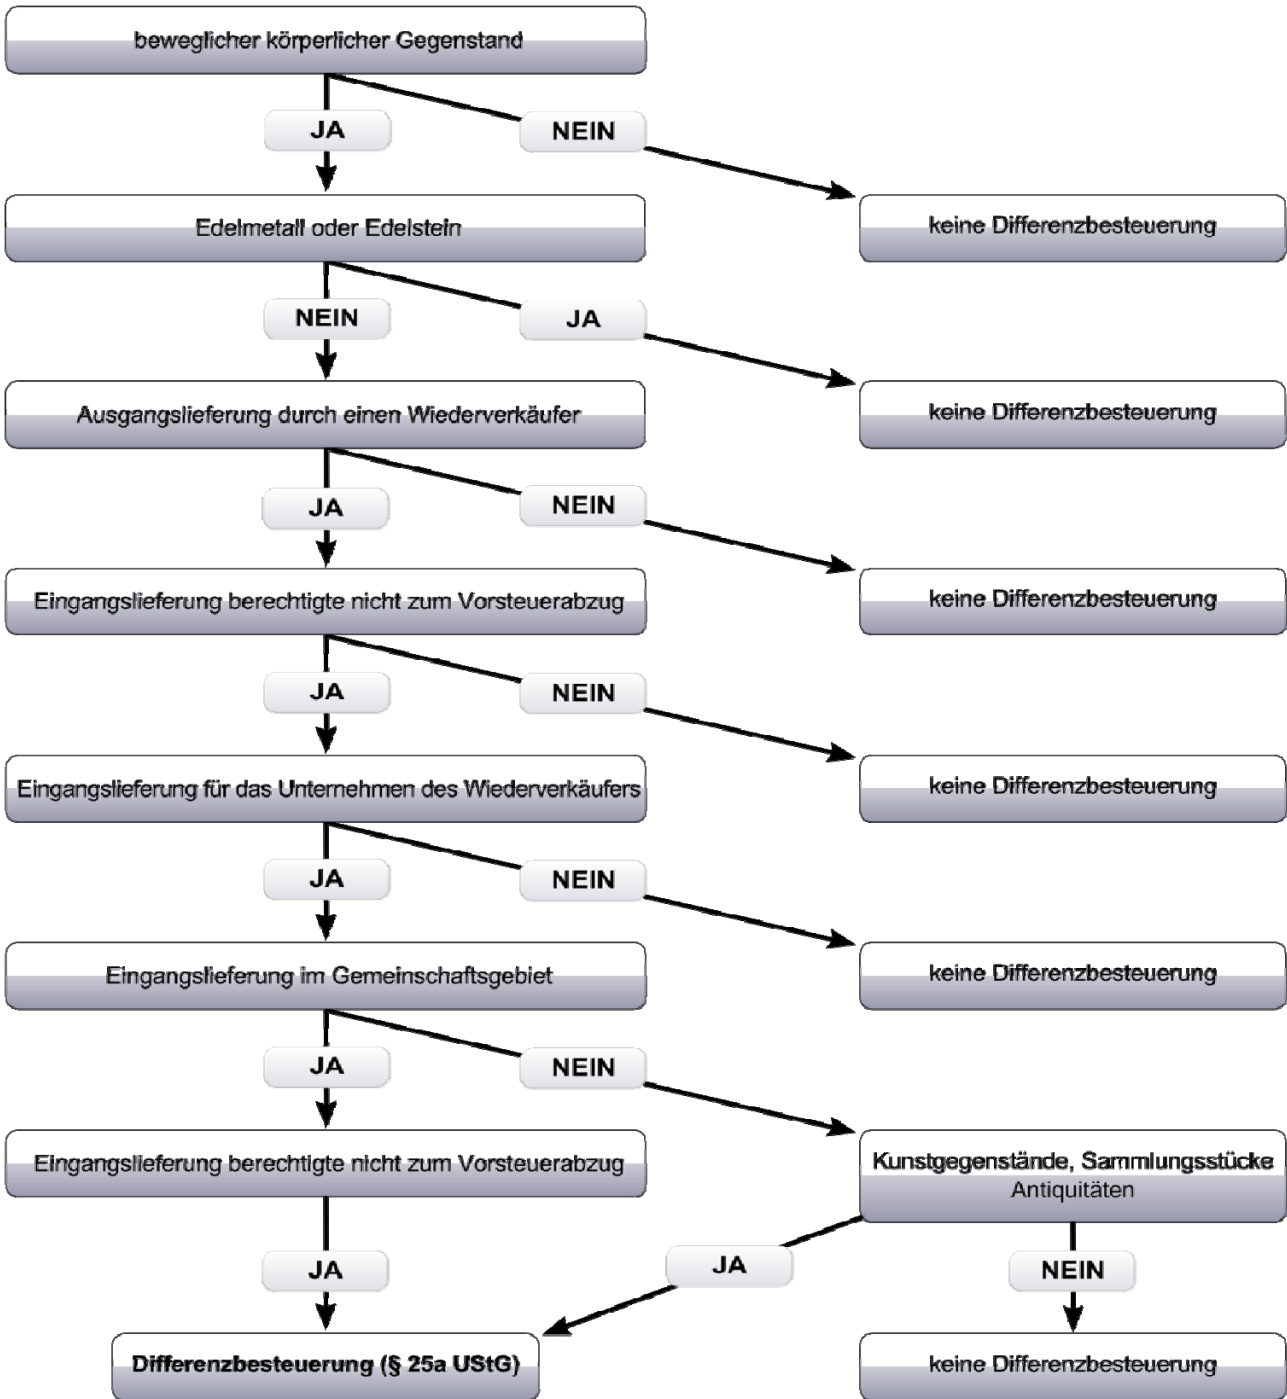 beweglicher körperlicher Gegenstand
JA
NEIN
Edelmetall oder Edelstein
keine Differenzbesteuerung
NEIN
JA
Ausgangslieferung durch einen Wiederverkäufer
keine Differenzbesteuerung
JA
NEIN
Eingangslieferung berechtigte nicht zum Vorsteuerabzug
keine Differenzbesteuerung
JA
NEIN
Eingangslieferung für das Unternehmen des Wiederverkäufers
keine Differenzbesteuerung
JA
NEIN
Eingangslieferung im Gemeinschaftsgebiet
keine Differenzbesteuerung
JA
NEIN
Eingangslieferung berechtigte nicht zum Vorsteuerabzug
Kunstgegenstände, Sammlungsstücke
Antiquitäten
JA
JA
NEIN
Differenzbesteuerung (§ 25a UStG)
keine Differenzbesteuerung